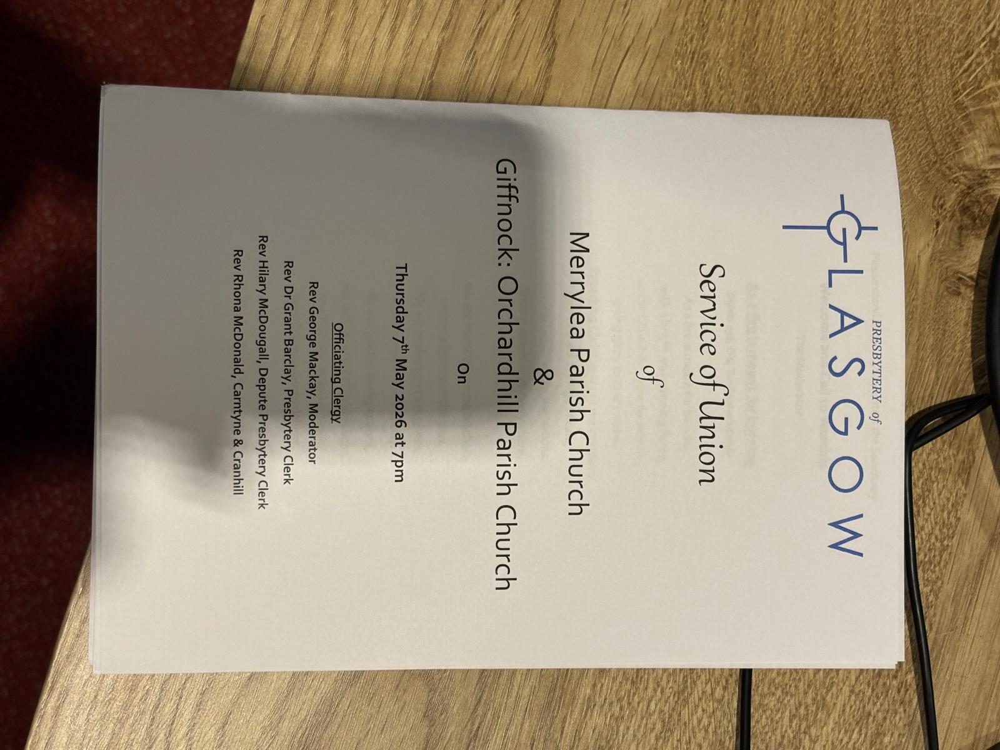 PRESBYTERY of
GLASGOW
Service of Union
of
Merrylea Parish Church
&
Giffnock: Orchardhill Parish Church
On
Thursday 7th May 2026 at 7pm
Officiating Clergy
Rev George Mackay, Moderator
Rev Dr Grant Barclay, Presbytery Clerk
Rev Hilary McDougall, Depute Presbytery Clerk
Rev Rhona McDonald, Carntyne & Cranhill